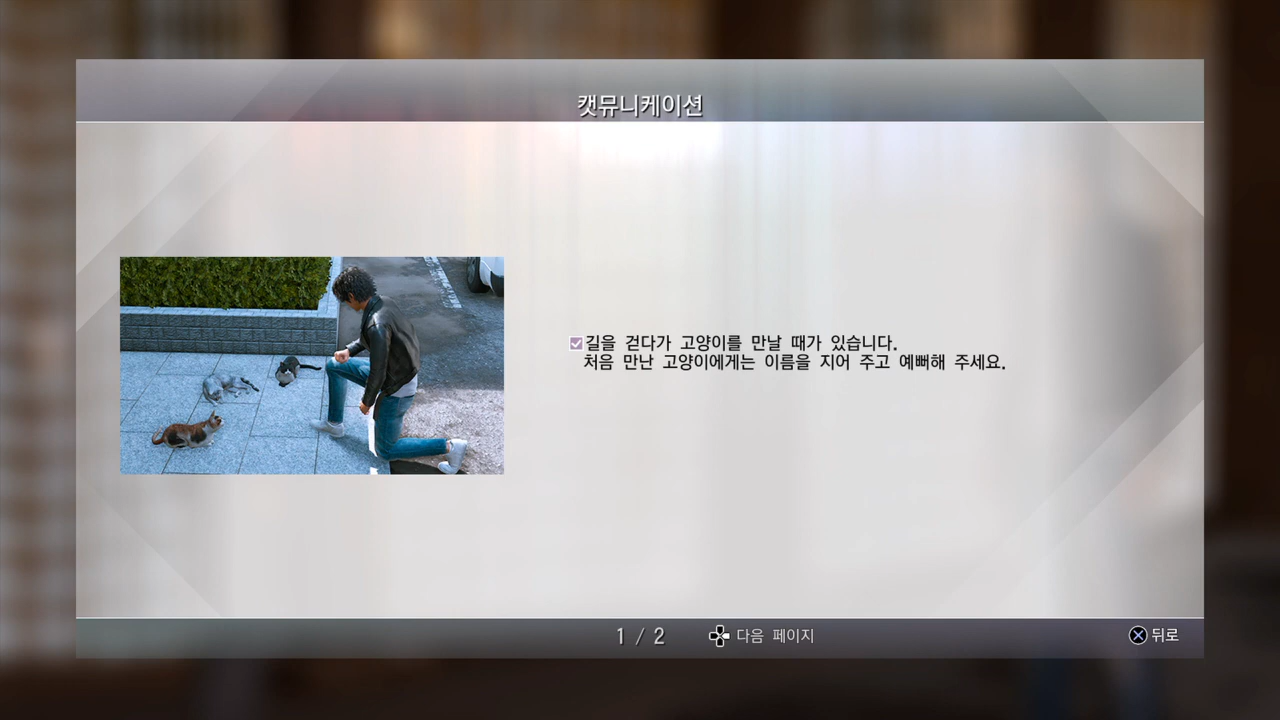 캣뮤니케이션
길을 걷다가 고양이를 만날 때가 있습니다.
처음 만난 고양이에게는 이름을 지어 주고 예뻐해 주세요.
1 / 2 다음 페이지
뒤로